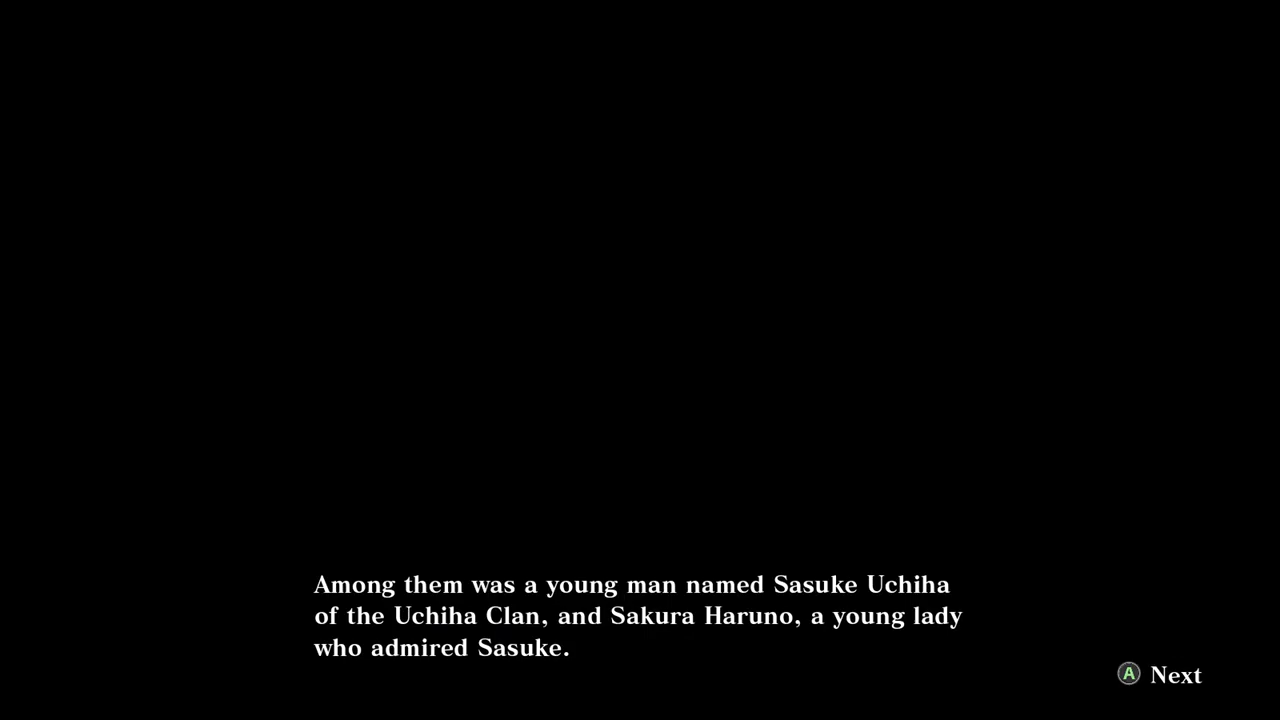 Among them was a young man named Sasuke Uchiha
of the Uchiha Clan, and Sakura Haruno, a young lady
who admired Sasuke.
A Next